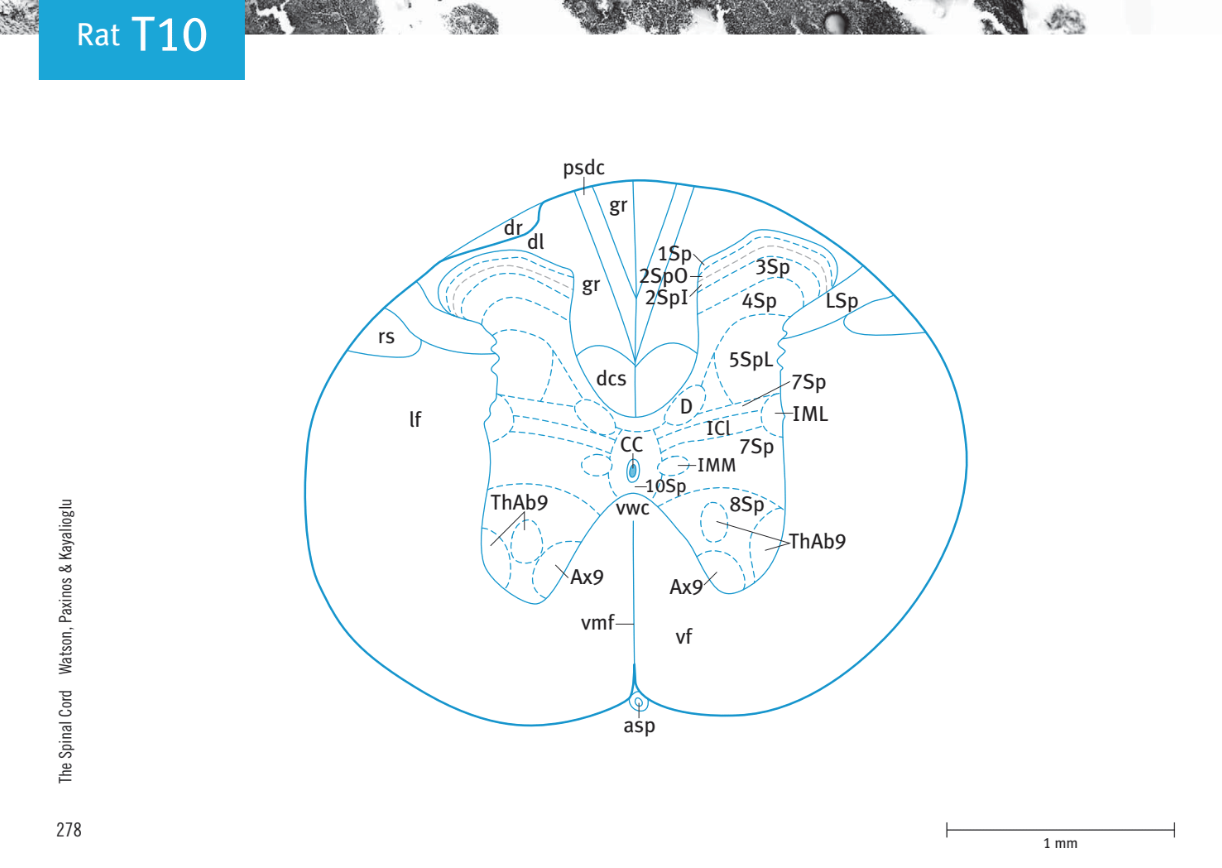 Rat T10
psdc
gr
dr
dl
1Sp
2SpO
3Sp
gr
2SpI
4Sp
LSp
rs
5SpL
dcs
7Sp
D
lf
IML
ICl
CC
7Sp
IMM
10Sp
ThAb9
vwc
8Sp
ThAb9
Ax9
Ax9
vmf
vf
asp
The Spinal Cord Watson, Paxinos & Kayalioglu
278
1 mm